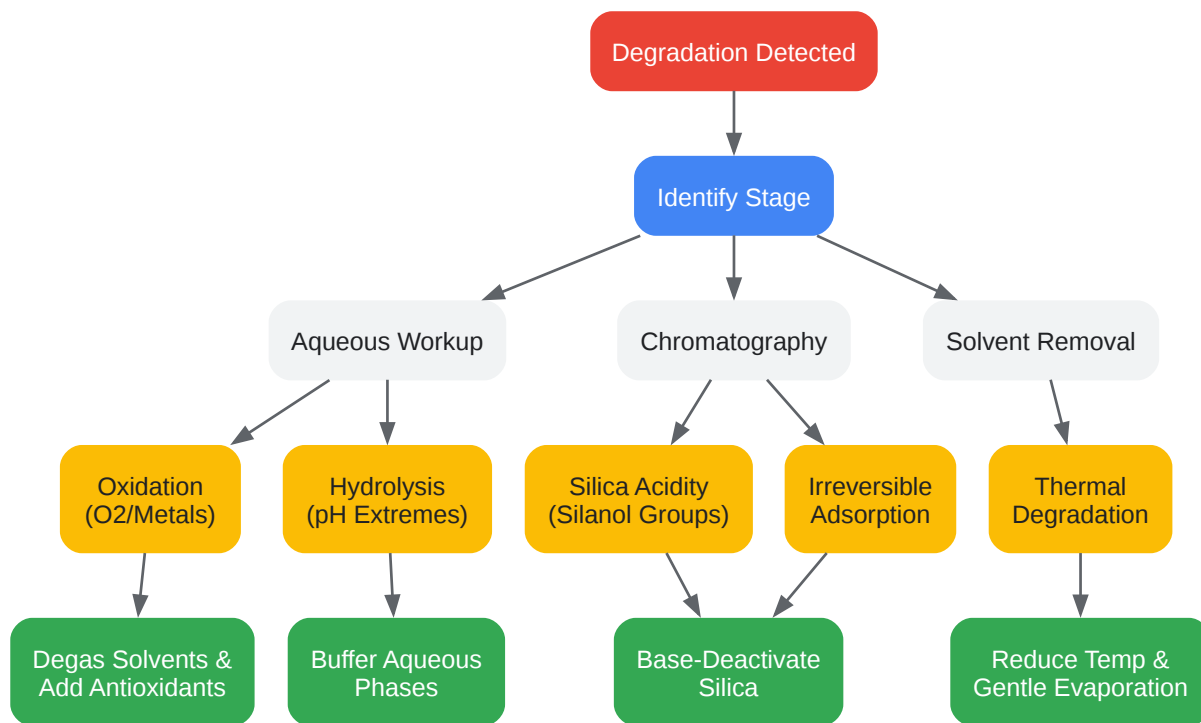 Degradation Detected
Identify Stage
Aqueous Workup
Chromatography
Solvent Removal
Oxidation
(O2/Metals)
Hydrolysis
(pH Extremes)
Silica Acidity
(Silanol Groups)
Irreversible
Adsorption
Thermal
Degradation
Degas Solvents &
Add Antioxidants
Buffer Aqueous
Phases
Base-Deactivate
Silica
Reduce Temp &
Gentle Evaporation